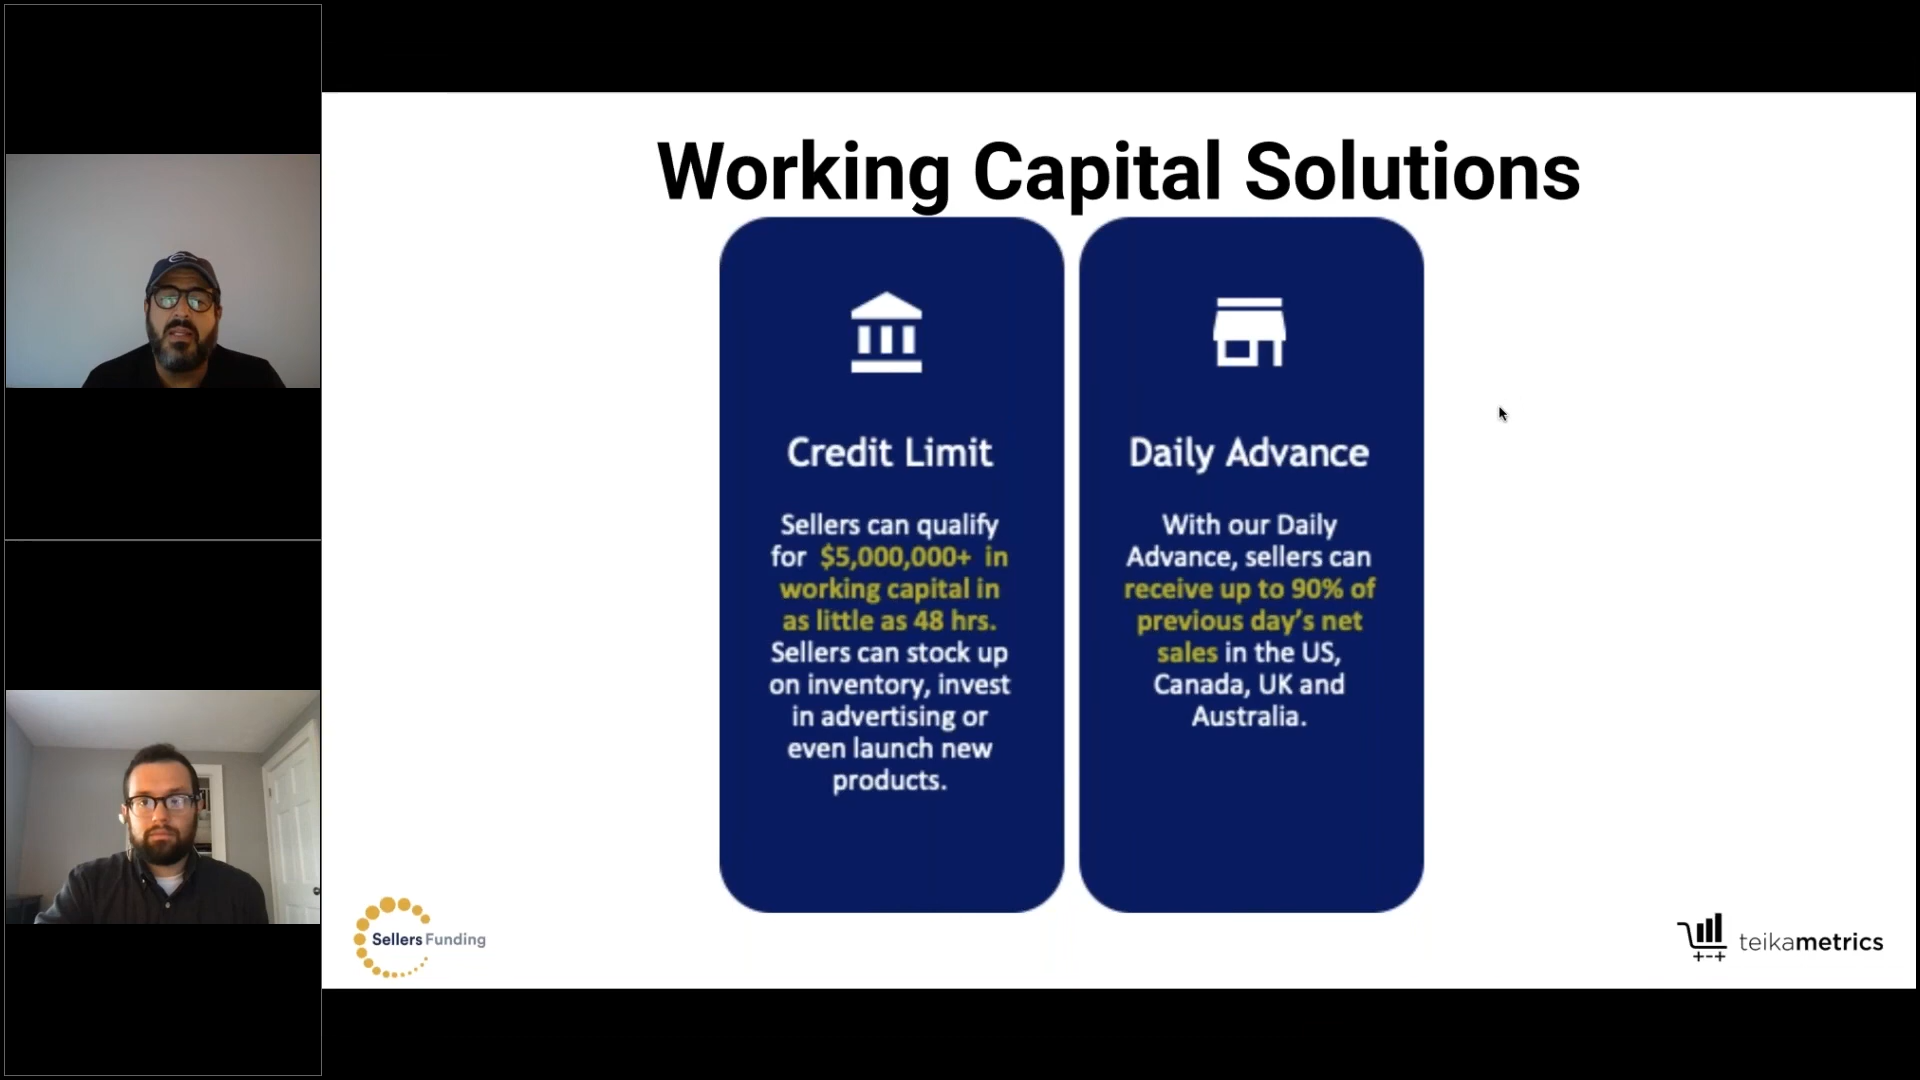 Working Capital Solutions
Credit Limit
Sellers can qualify
for $5,000,000+ in
working capital in
as little as 48 hrs.
Sellers can stock up
on inventory, invest
in advertising or
even launch new
products.
Daily Advance
With our Daily
Advance, sellers can
receive up to 90% of
previous day's net
sales in the US,
Canada, UK and
Australia.
SellersFunding
teikametrics